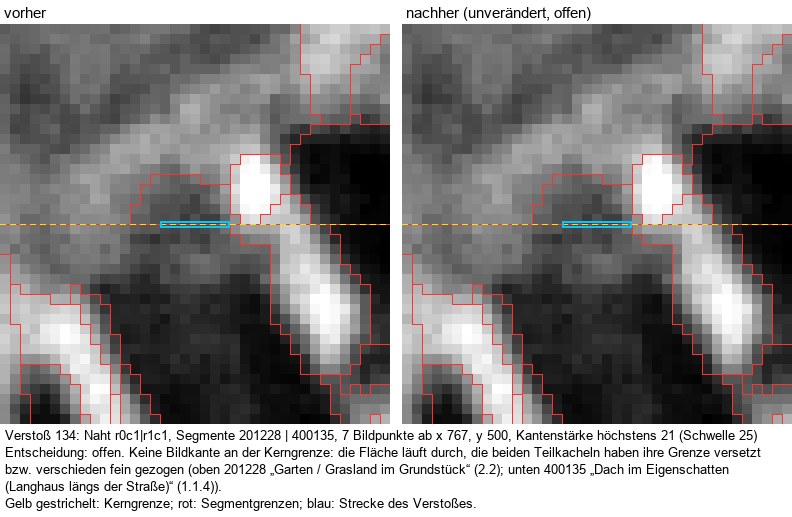 vorher
nachher (unverändert, offen)
Verstoß 134: Naht r0c1|r1c1, Segmente 201228 | 400135, 7 Bildpunkte ab x 767, y 500, Kantenstärke höchstens 21 (Schwelle 25)
Entscheidung: offen. Keine Bildkante an der Kerngrenze: die Fläche läuft durch, die beiden Teilkacheln haben ihre Grenze versetzt
bzw. verschieden fein gezogen (oben 201228 „Garten / Grasland im Grundstück“ (2.2); unten 400135 „Dach im Eigenschatten
(Langhaus längs der Straße)“ (1.1.4)).
Gelb gestrichelt: Kerngrenze; rot: Segmentgrenzen; blau: Strecke des Verstoßes.